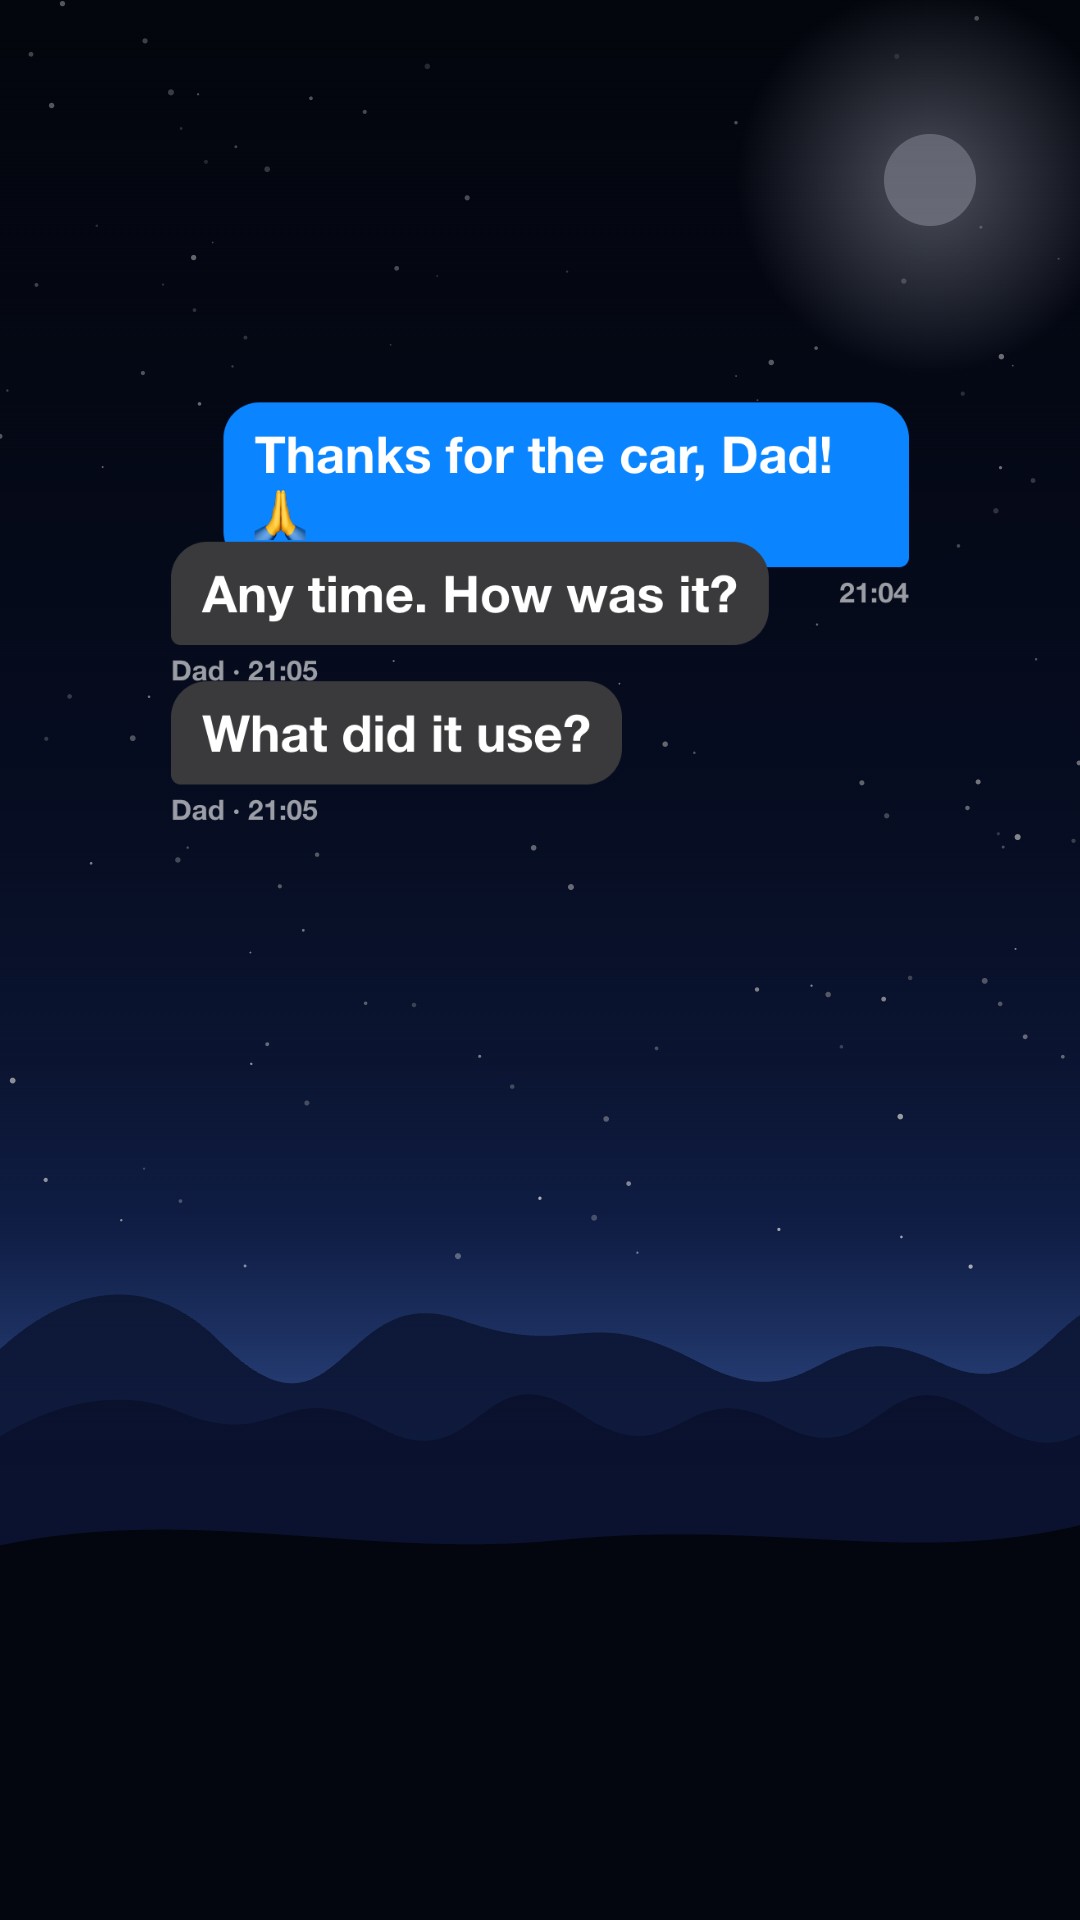 Thanks for the car, Dad!
🙏
21:04
Any time. How was it?
Dad · 21:05
What did it use?
Dad · 21:05